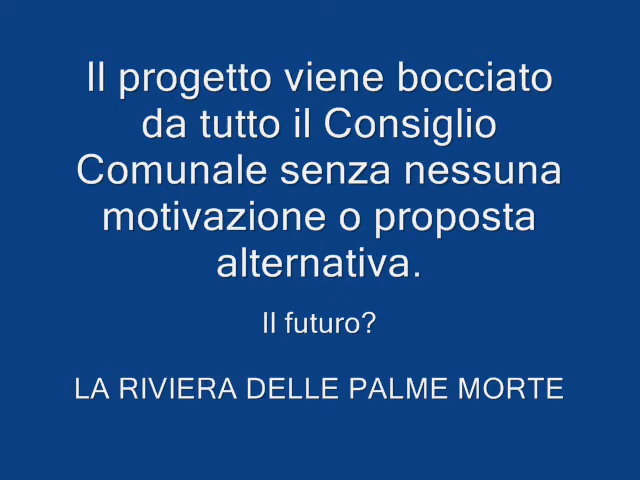 Il progetto viene bocciato
da tutto il Consiglio
Comunale senza nessuna
motivazione o proposta
alternativa.
Il futuro?
LA RIVIERA DELLE PALME MORTE